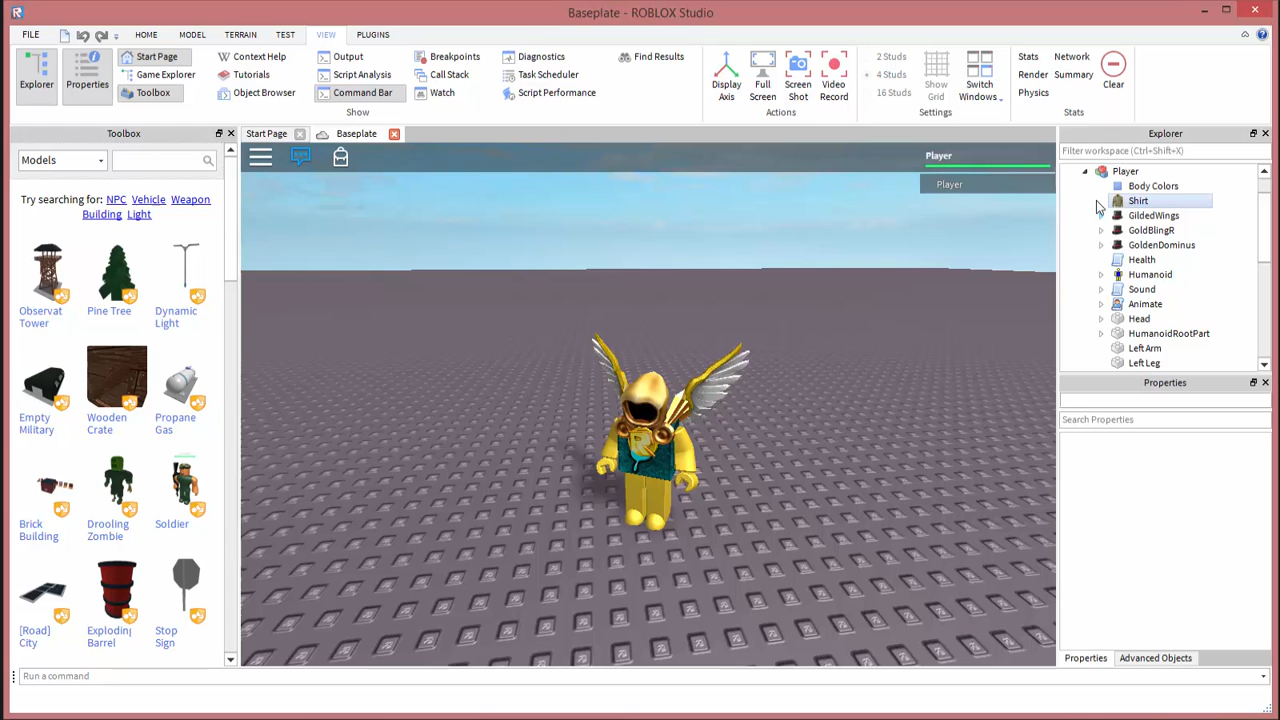 Baseplate - ROBLOX Studio
FILE HOME MODEL TERRAIN TEST VIEW PLUGINS
Explorer
Properties
Start Page
Game Explorer
Toolbox
Context Help
Tutorials
Object Browser
Output
Script Analysis
Command Bar
Breakpoints
Call Stack
Watch
Diagnostics
Task Scheduler
Script Performance
Find Results
Show
Display
Axis
Full
Screen
Screen
Shot
Video
Record
Actions
2 Studs
4 Studs
16 Studs
Show
Grid
Switch
Windows
Settings
Stats Network
Render Summary
Physics
Clear
Stats
Toolbox
Models
Try searching for: NPC Vehicle Weapon
Building Light
Observat
Tower
Pine Tree
Dynamic
Light
Empty
Military
Wooden
Crate
Propane
Gas
Brick
Building
Drooling
Zombie
Soldier
[Road]
City
Exploding
Barrel
Stop
Sign
Start Page
Baseplate
Player
Player
R
Explorer
Filter workspace (Ctrl+Shift+X)
Player
Body Colors
Shirt
GildedWings
GoldBlingR
GoldenDominus
Health
Humanoid
Sound
Animate
Head
HumanoidRootPart
Left Arm
Left Leg
Properties
Search Properties
Properties Advanced Objects
Run a command